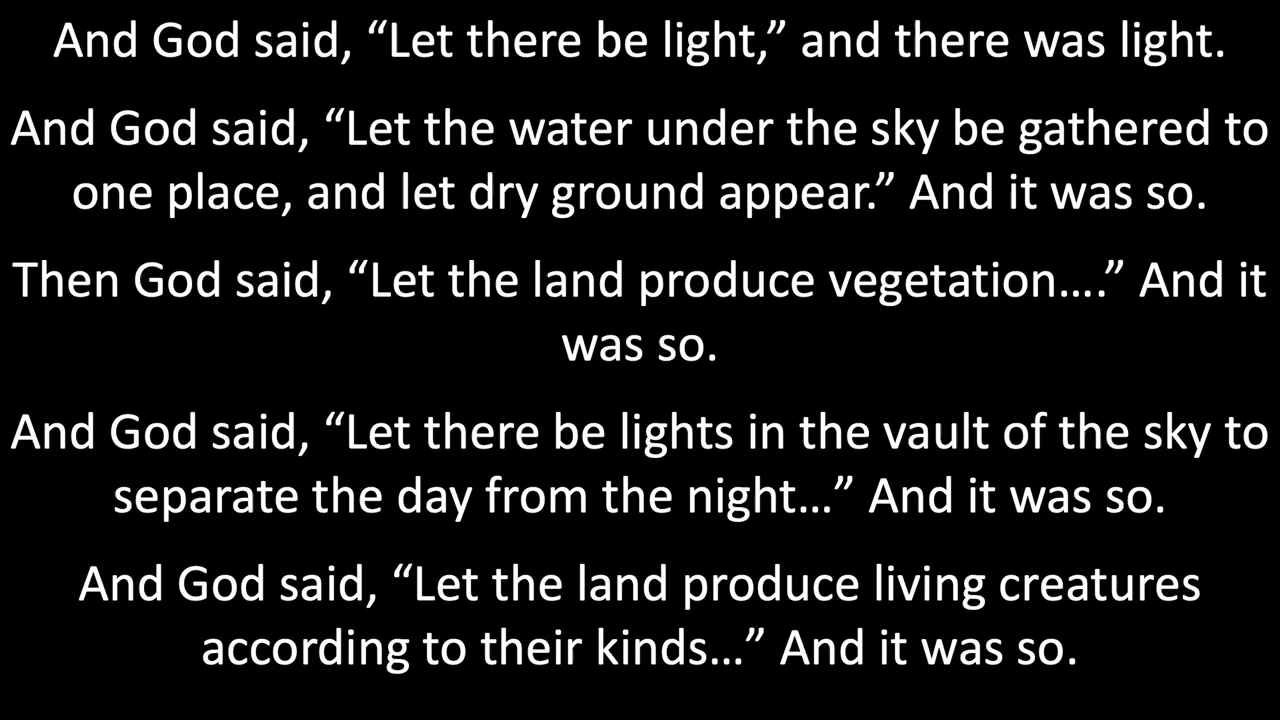 And God said, “Let there be light,” and there was light.
And God said, “Let the water under the sky be gathered to
one place, and let dry ground appear.” And it was so.
Then God said, “Let the land produce vegetation….” And it
was so.
And God said, “Let there be lights in the vault of the sky to
separate the day from the night…” And it was so.
And God said, “Let the land produce living creatures
according to their kinds…” And it was so.